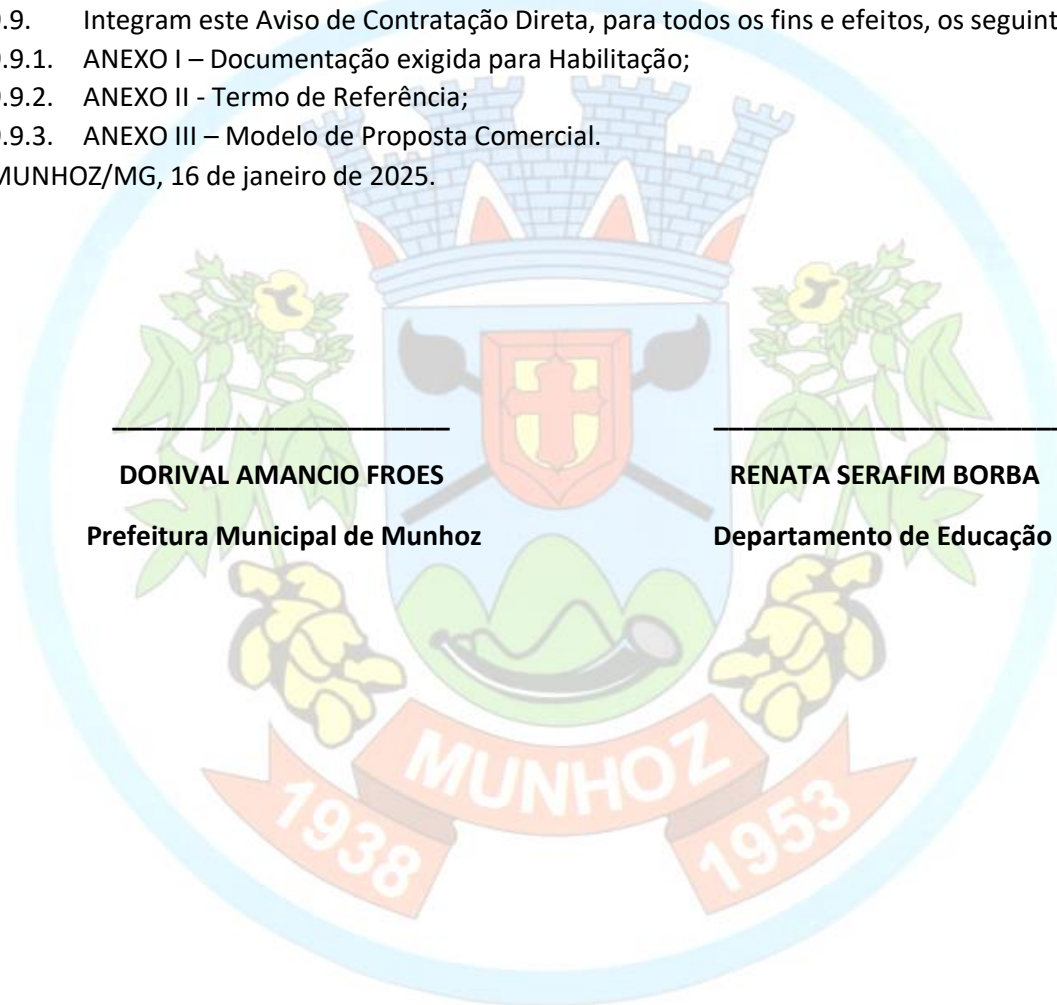 .9. Integram este Aviso de Contratação Direta, para todos os fins e efeitos, os
.9.1. ANEXO I – Documentação exigida para Habilitação;
.9.2. ANEXO II - Termo de Referência;
.9.3. ANEXO III – Modelo de Proposta Comercial.
MUNHOZ/MG, 16 de janeiro de 2025.
DORIVAL AMANCIO FROES RENATA SERAFIM BORBA
Prefeitura Municipal de Munhoz Departamento de Educação
MUNHOZ
1938 1953